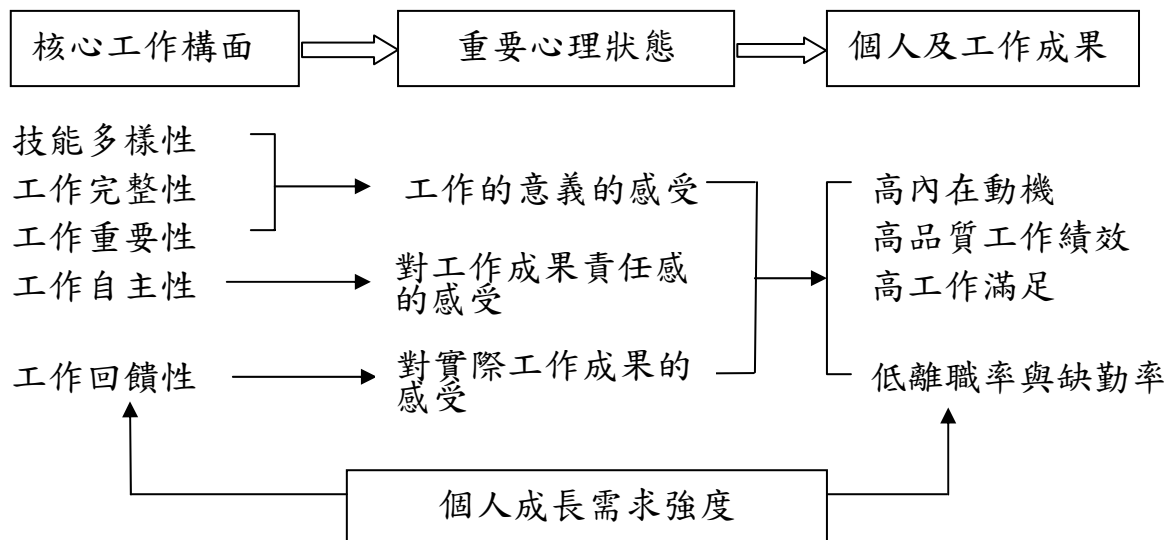 核心工作構面
重要心理狀態
個人及工作成果
技能多樣性
工作完整性
工作重要性
工作自主性
工作回饋性
工作的意義的感受
對工作成果責任感
的感受
對實際工作成果的
感受
高內在動機
高品質工作績效
高工作滿足
低離職率與缺勤率
個人成長需求強度